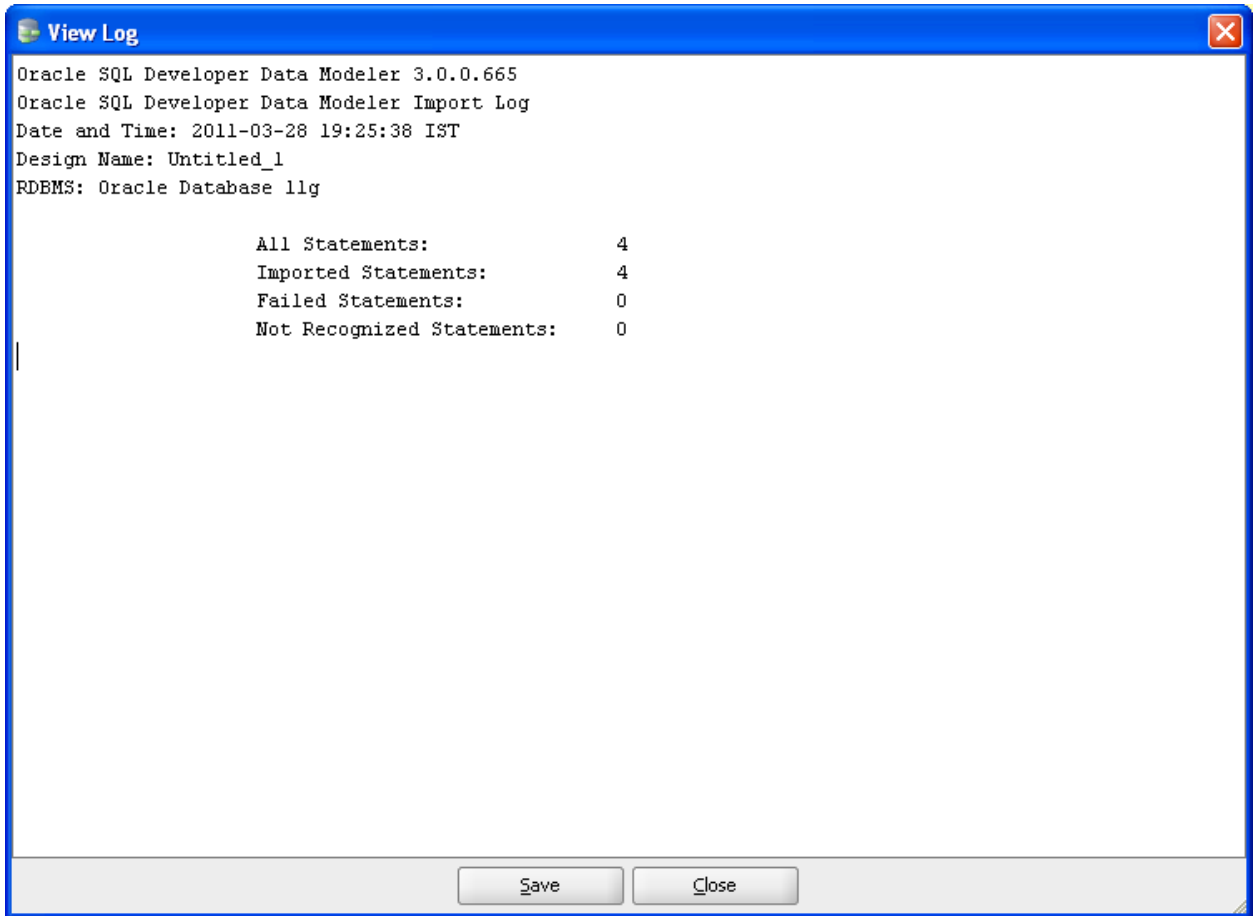 View Log
Oracle SQL Developer Data Modeler 3.0.0.665
Oracle SQL Developer Data Modeler Import Log
Date and Time: 2011-03-28 19:25:38 IST
Design Name: Untitled_1
RDBMS: Oracle Database 11g
All Statements: 4
Imported Statements: 4
Failed Statements: 0
Not Recognized Statements: 0
Save Close